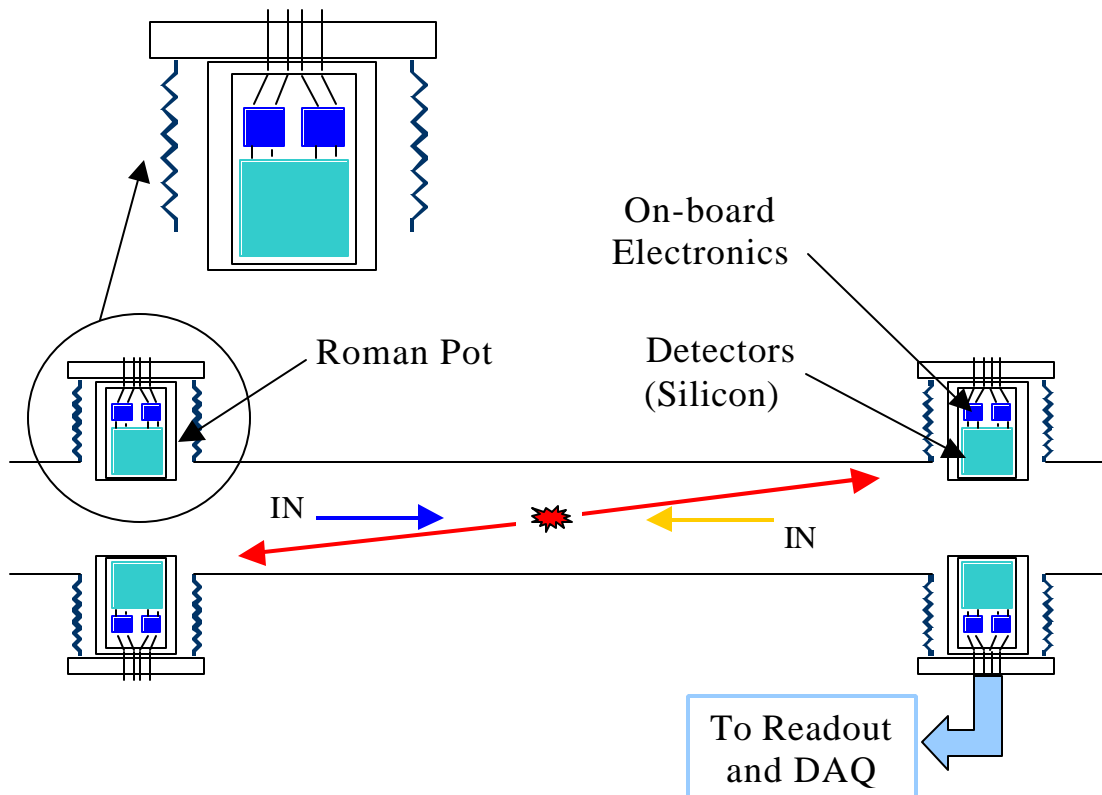 On-board
Electronics
Roman Pot
Detectors
(Silicon)
IN
IN
To Readout
and DAQ